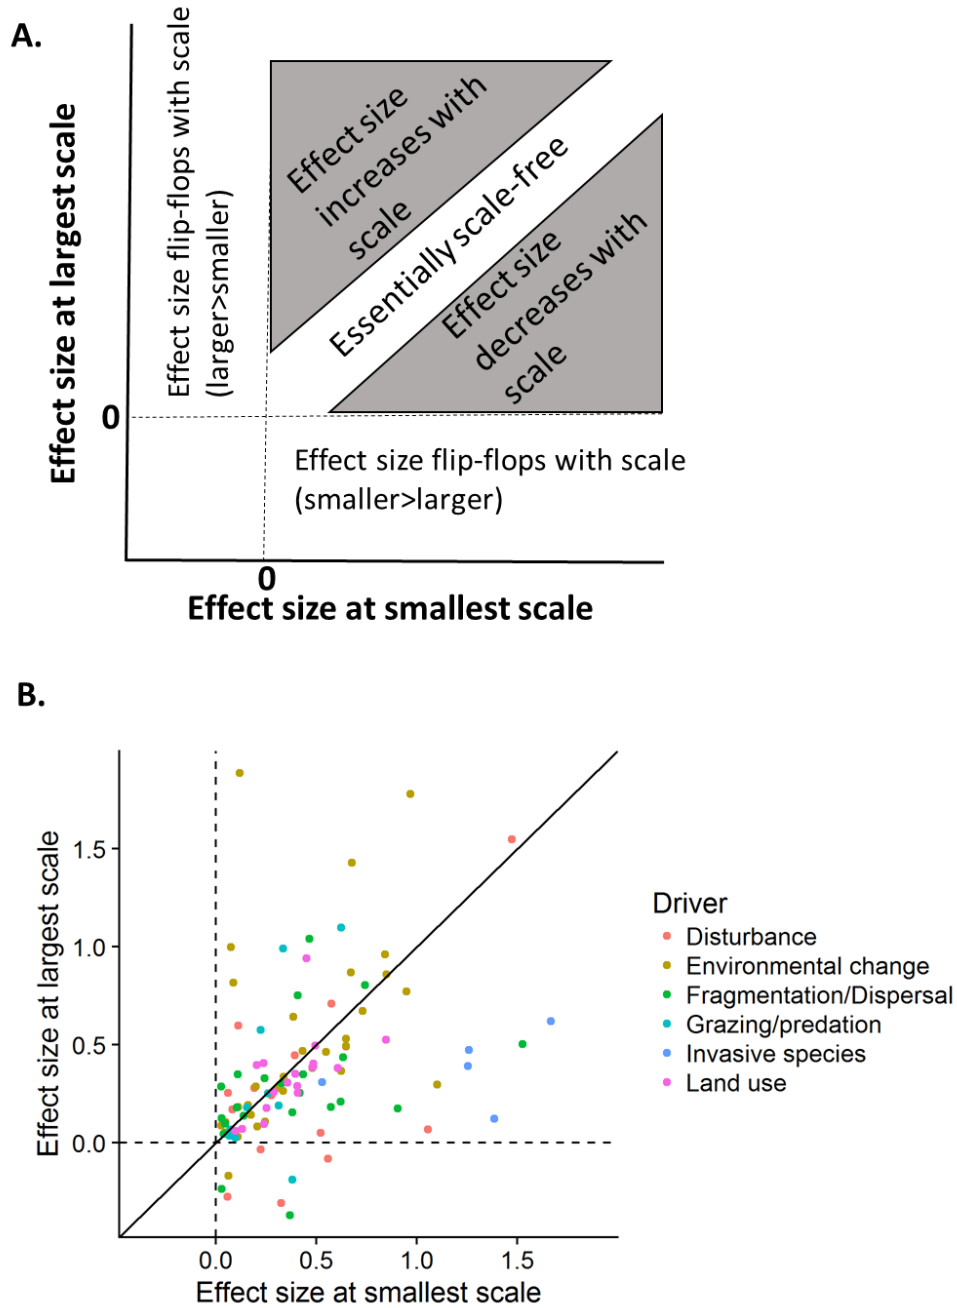 A.
Effect size at largest scale
Effect size flip-flops with scale
(larger>smaller)
Effect size
increases with
scale
Essentially scale-free
Effect size
decreases with
scale
0
Effect size flip-flops with scale
(smaller>larger)
0
Effect size at smallest scale
B.
Effect size at largest scale
1.5
1.0
0.5
0.0
0.0 0.5 1.0 1.5
Effect size at smallest scale
Driver
Disturbance
Environmental change
Fragmentation/Dispersal
Grazing/predation
Invasive species
Land use